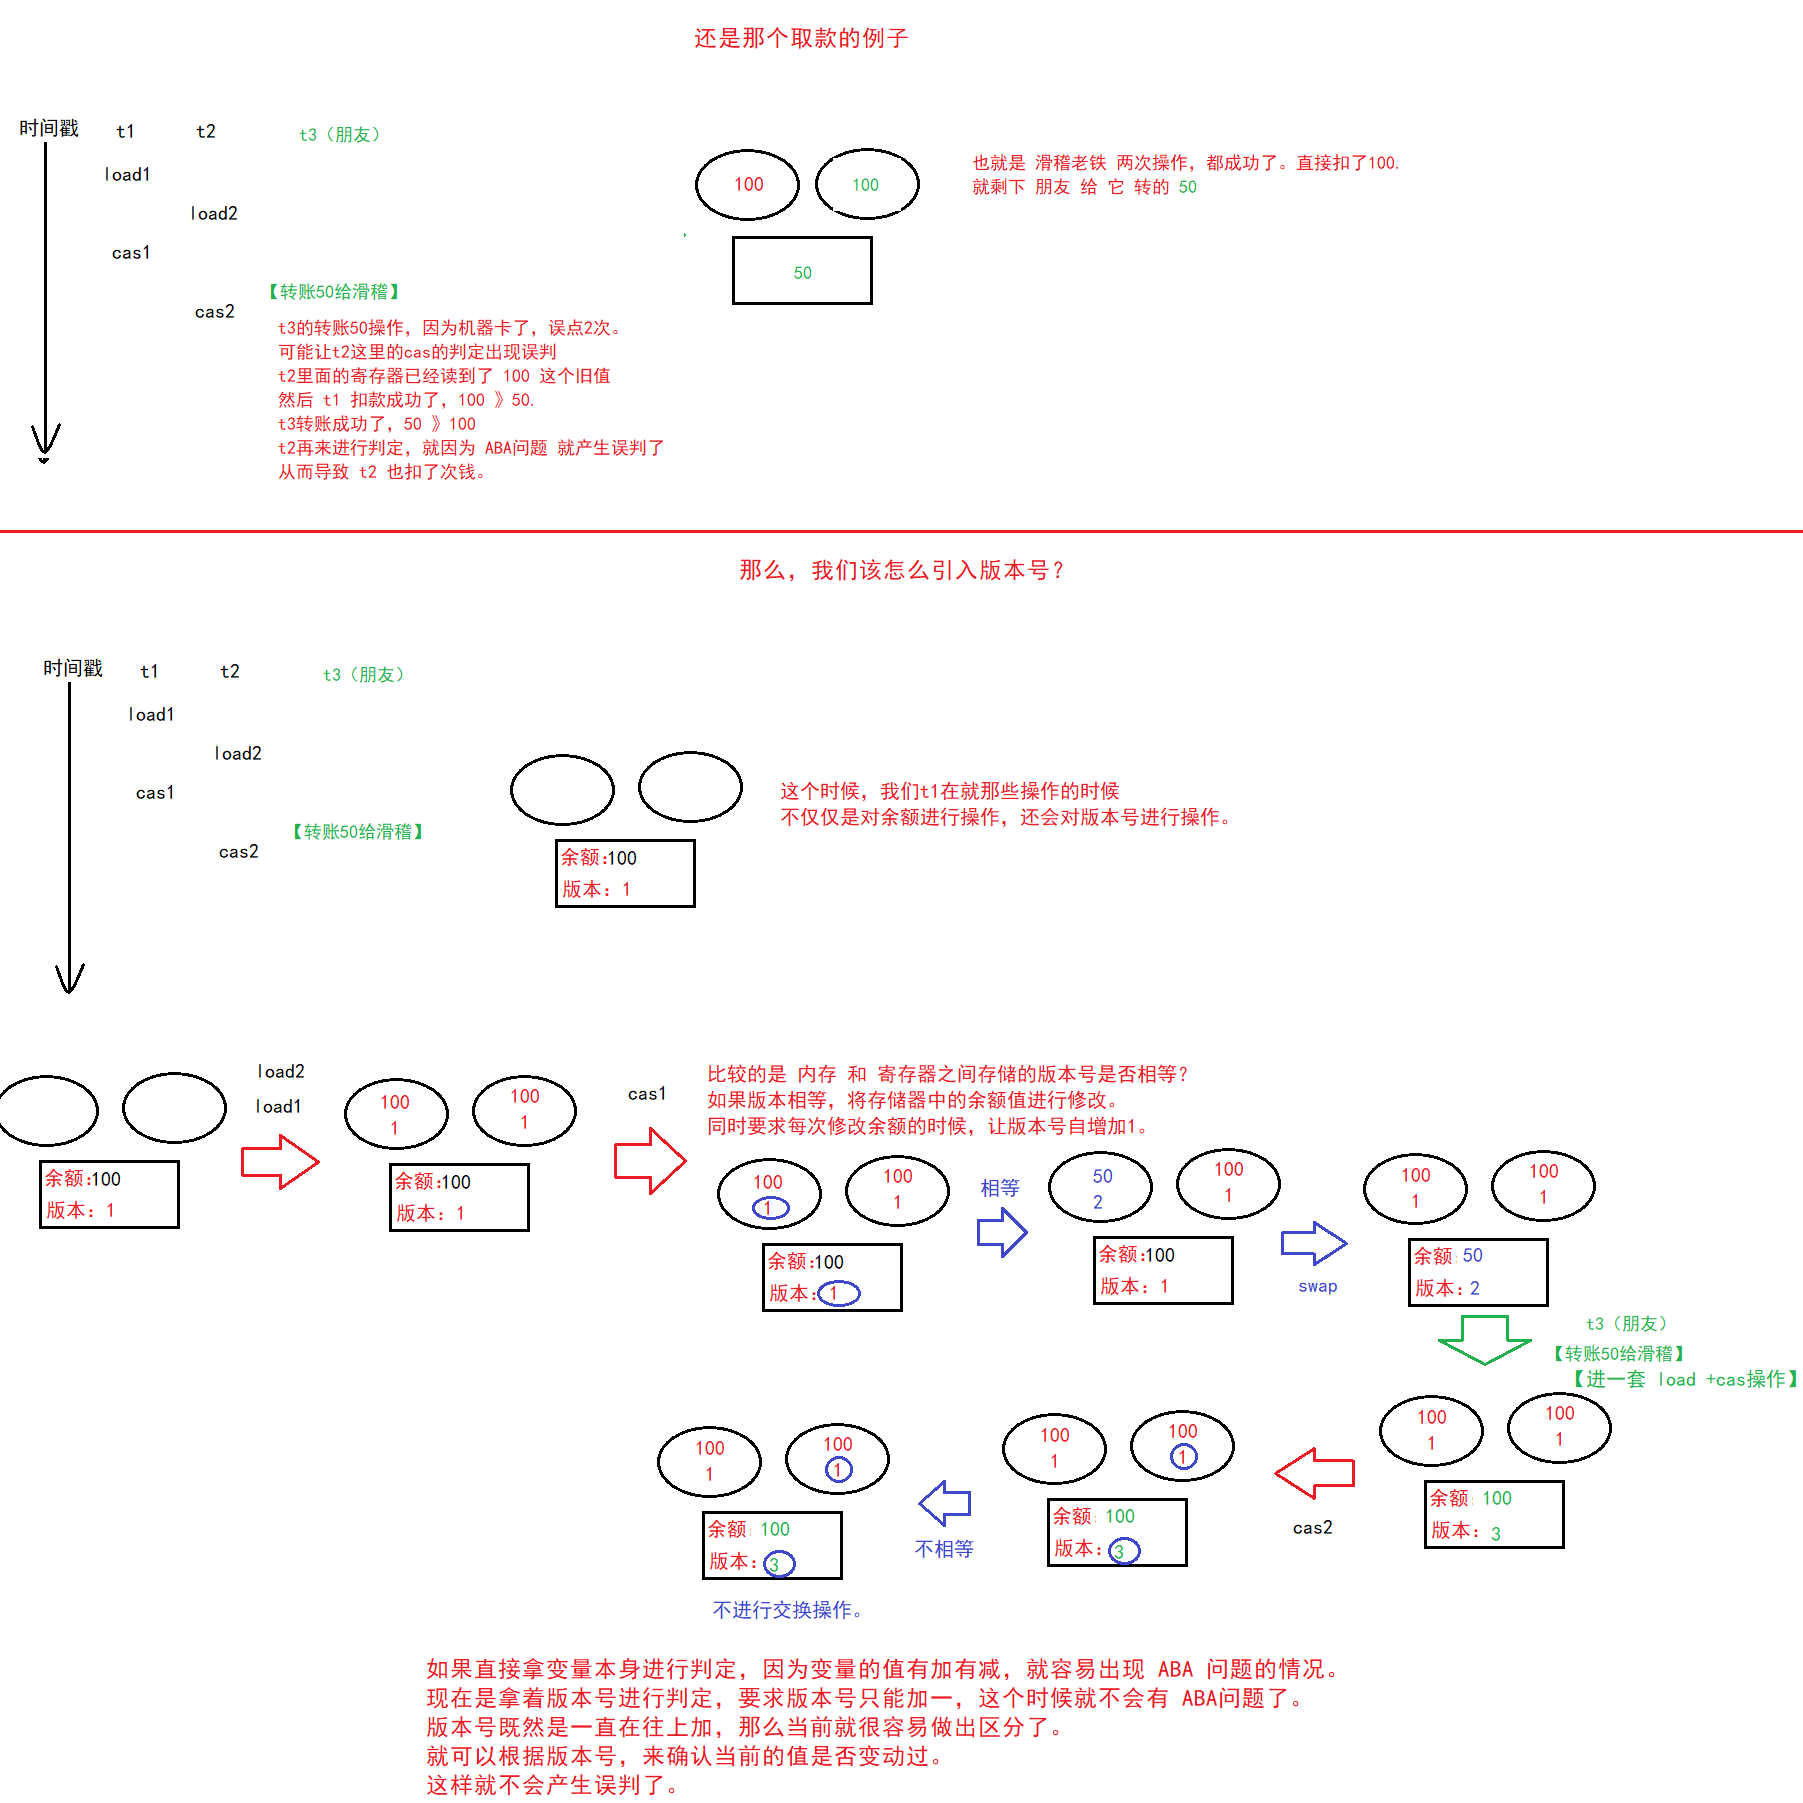 还是那个取款的例子
时间戳 t1 t2 t3（朋友）
load1
load2
cas1
【转账50给滑稽】
cas2
t3的转账50操作，因为机器卡了，误点2次。
可能让t2这里的cas的判定出现误判
t2里面的寄存器已经读到了 100 这个旧值
然后 t1 扣款成功了，100 》50.
t3转账成功了，50 》100
t2再来进行判定，就因为 ABA问题 就产生误判了
从而导致 t2 也扣了次钱。
100 100
50
也就是 滑稽老铁 两次操作，都成功了。直接扣了100.
就剩下 朋友 给 它 转的 50
那么，我们该怎么引入版本号？
时间戳 t1 t2 t3（朋友）
load1
load2
cas1
【转账50给滑稽】
cas2
余额:100
版本：1
这个时候，我们t1在就那些操作的时候
不仅仅是对余额进行操作，还会对版本号进行操作。
余额:100
版本：1
load2
load1
100 100
1 1
余额:100
版本：1
cas1
比较的是 内存 和 寄存器之间存储的版本号是否相等？
如果版本相等，将存储器中的余额值进行修改。
同时要求每次修改余额的时候，让版本号自增加1。
100 100
1 1
余额:100
版本：1
相等
50 100
2 1
余额:100
版本：1
swap
100 100
1 1
余额:50
版本：2
t3（朋友）
【转账50给滑稽】
【进一套 load +cas操作】
100 100
1 1
余额:100
版本：3
cas2
100 100
1 1
余额:100
版本：3
不相等
100 100
1 1
余额:100
版本：3
不进行交换操作。
如果直接拿变量本身进行判定，因为变量的值有加有减，就容易出现 ABA 问题的情况。
现在是拿着版本号进行判定，要求版本号只能加一，这个时候就不会有 ABA问题了。
版本号既然是一直在往上加，那么当前就很容易做出区分了。
就可以根据版本号，来确认当前的值是否变动过。
这样就不会产生误判了。